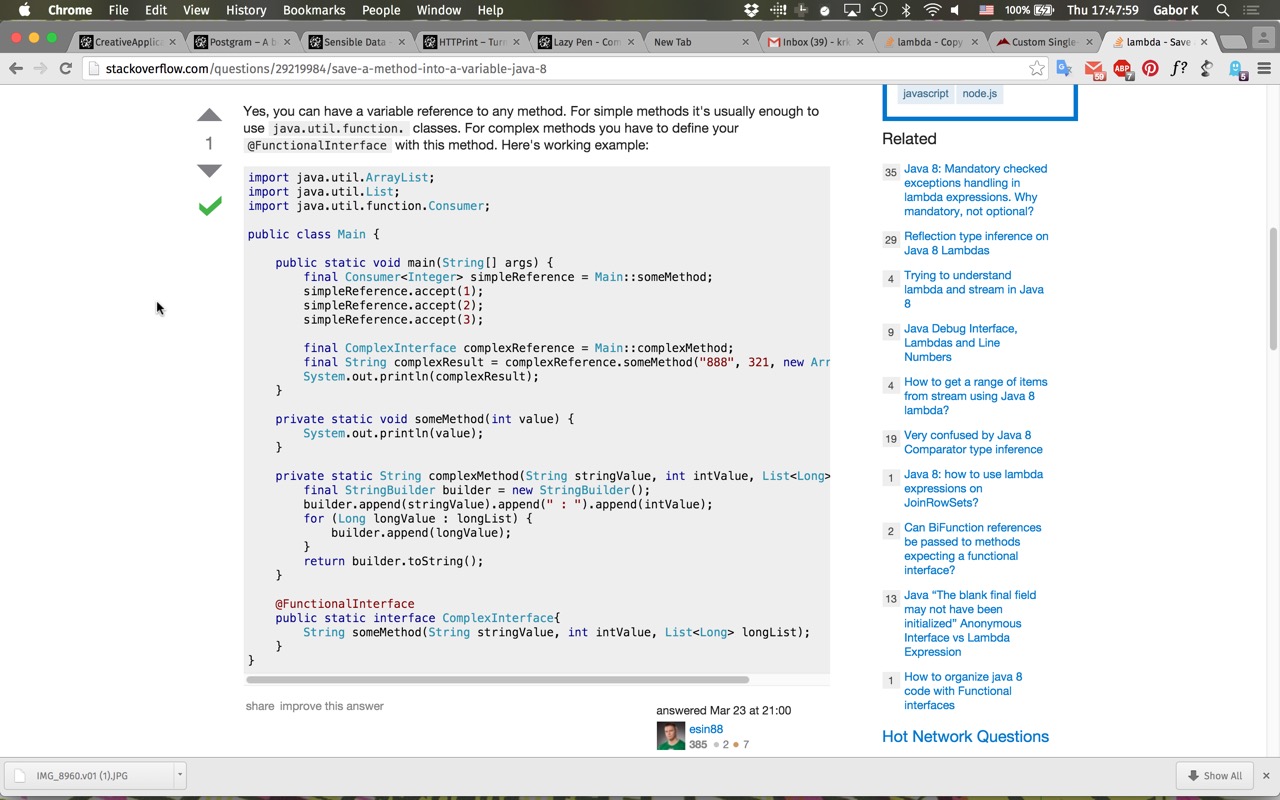 Chrome File Edit View History Bookmarks People Window Help 100% Thu 17:47:59 Gabor K
CreativeApplic Postgram – A b Sensible Data HTTPrint – Turn Lazy Pen - Com New Tab Inbox (39) - krk lambda - Copy Custom Single- lambda - Save
stackoverflow.com/questions/29219984/save-a-method-into-a-variable-java-8
59
ABP
7
f?
5
Yes, you can have a variable reference to any method. For simple methods it's usually enough to
use java.util.function. classes. For complex methods you have to define your
@FunctionalInterface with this method. Here's working example:
1
import java.util.ArrayList;
import java.util.List;
import java.util.function.Consumer;
public class Main {
public static void main(String[] args) {
final Consumer<Integer> simpleReference = Main::someMethod;
simpleReference.accept(1);
simpleReference.accept(2);
simpleReference.accept(3);
final ComplexInterface complexReference = Main::complexMethod;
final String complexResult = complexReference.someMethod("888", 321, new Arr
System.out.println(complexResult);
}
private static void someMethod(int value) {
System.out.println(value);
}
private static String complexMethod(String stringValue, int intValue, List<Long>
final StringBuilder builder = new StringBuilder();
builder.append(stringValue).append(" : ").append(intValue);
for (Long longValue : longList) {
builder.append(longValue);
}
return builder.toString();
}
@FunctionalInterface
public static interface ComplexInterface{
String someMethod(String stringValue, int intValue, List<Long> longList);
}
}
share improve this answer
answered Mar 23 at 21:00
esin88
385 2 7
javascript node.js
Related
35 Java 8: Mandatory checked
exceptions handling in
lambda expressions. Why
mandatory, not optional?
29 Reflection type inference on
Java 8 Lambdas
4 Trying to understand
lambda and stream in Java
8
9 Java Debug Interface,
Lambdas and Line
Numbers
4 How to get a range of items
from stream using Java 8
lambda?
19 Very confused by Java 8
Comparator type inference
1 Java 8: how to use lambda
expressions on
JoinRowSets?
2 Can BiFunction references
be passed to methods
expecting a functional
interface?
13 Java “The blank final field
may not have been
initialized” Anonymous
Interface vs Lambda
Expression
1 How to organize java 8
code with Functional
interfaces
Hot Network Questions
IMG_8960.v01 (1).JPG
Show All